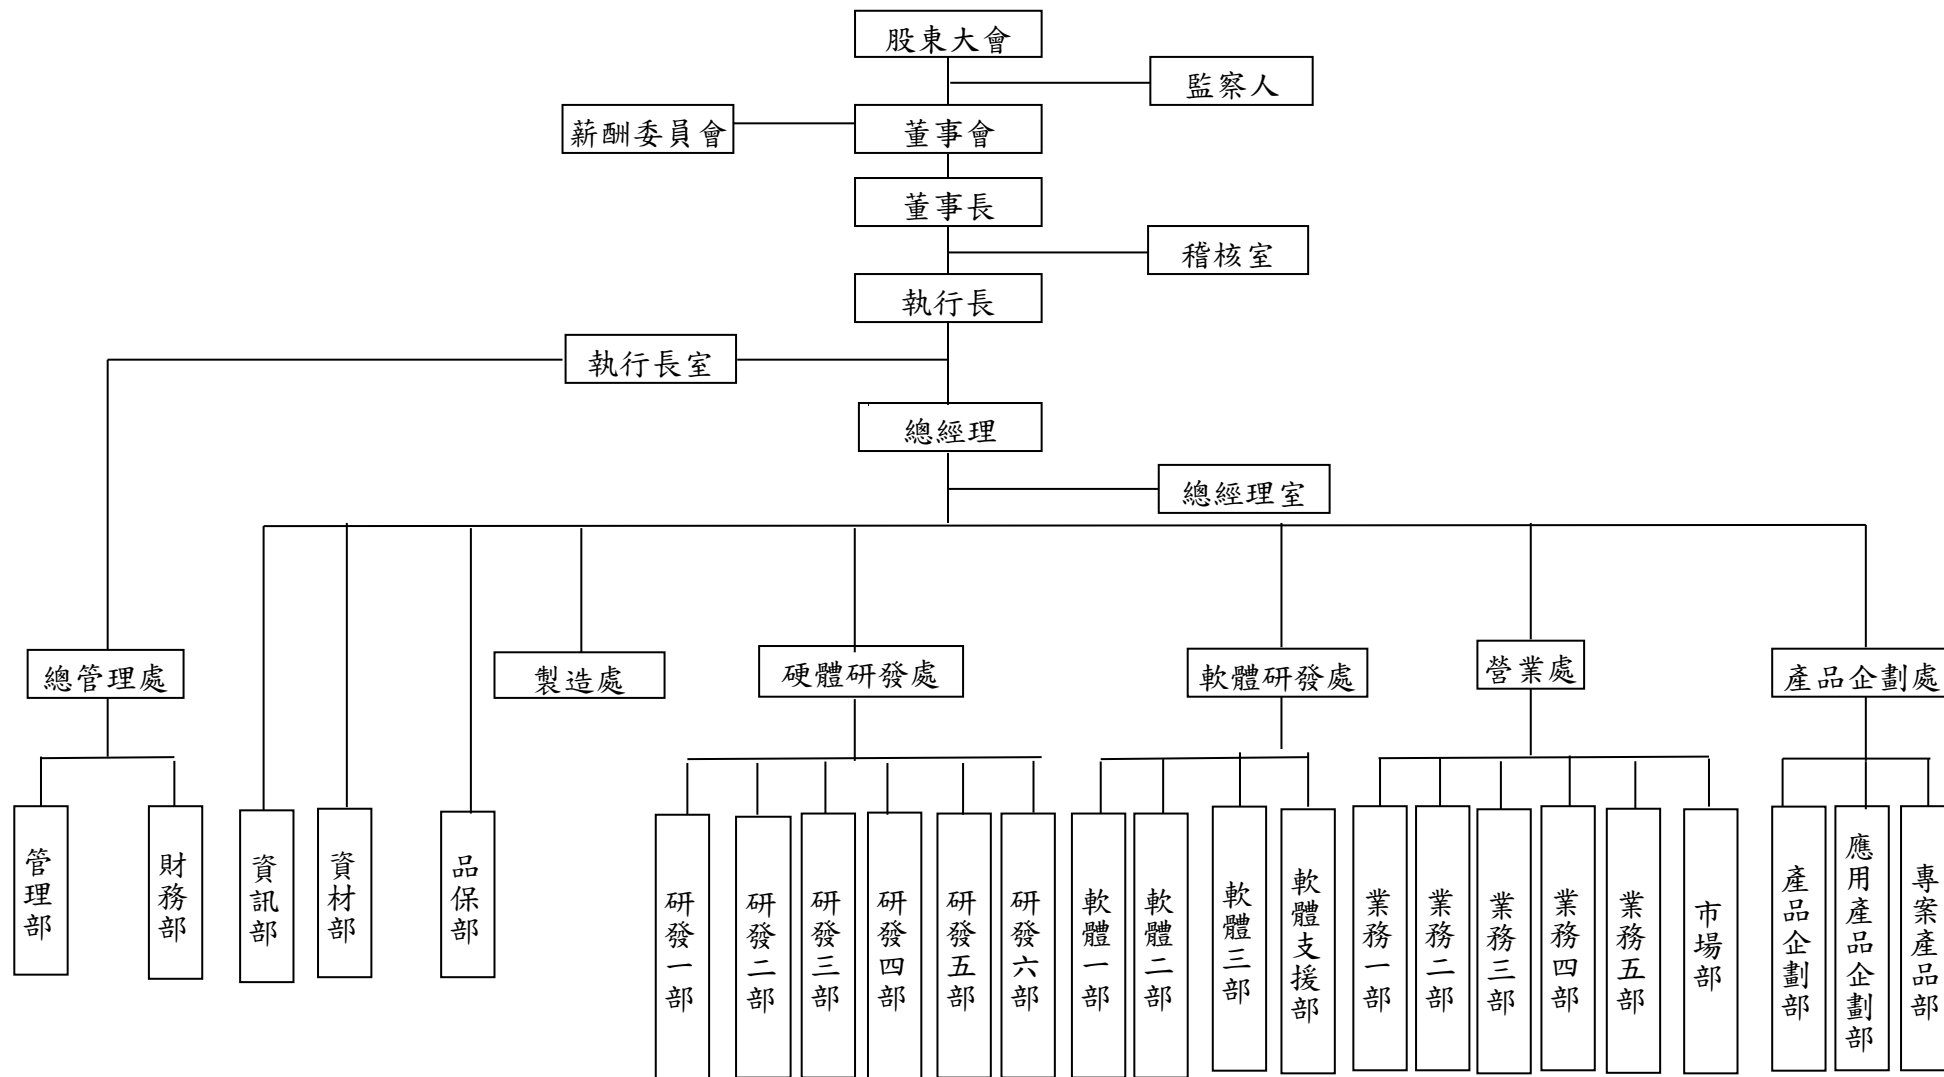 股東大會
監察人
薪酬委員會
董事會
董事長
稽核室
執行長
執行長室
總經理
總經理室
總管理處
製造處
硬體研發處
軟體研發處
營業處
產品企劃處
管理部
財務部
資訊部
資材部
品保部
研發一部
研發二部
研發三部
研發四部
研發五部
研發六部
軟體一部
軟體二部
軟體三部
軟體支援部
業務一部
業務二部
業務三部
業務四部
業務五部
市場部
產品企劃部
應用產品企劃部
專案產品部